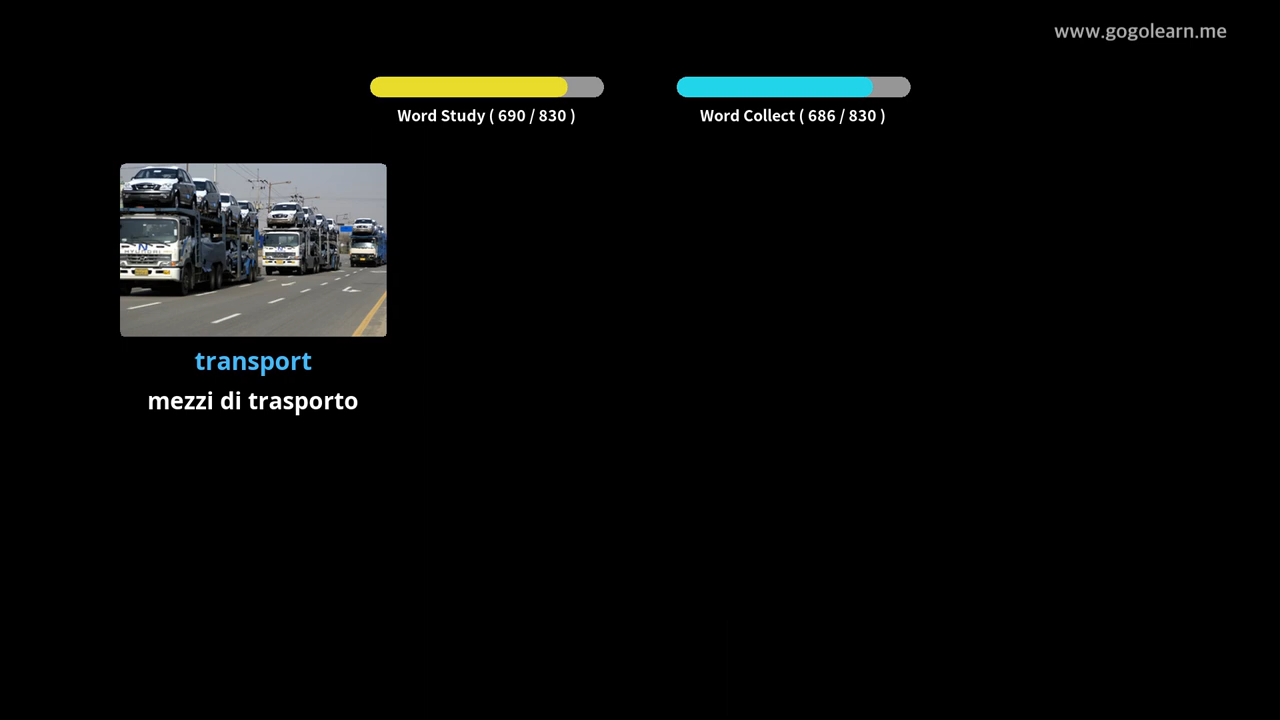 www.gogolearn.me
Word Study ( 690 / 830 )
Word Collect ( 686 / 830 )
transport
mezzi di trasporto